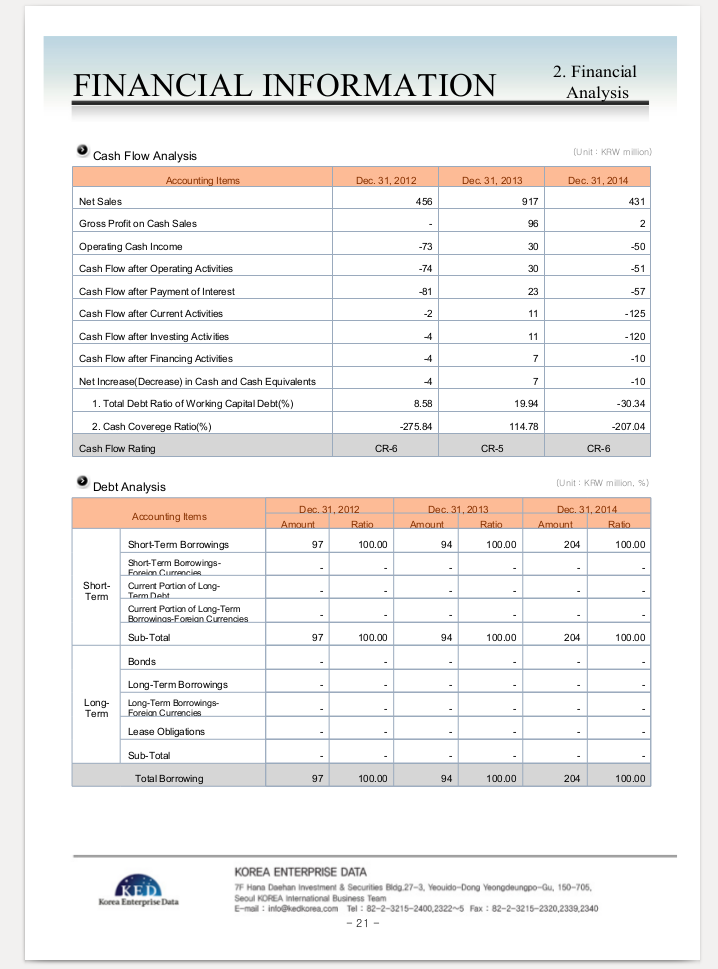 FINANCIAL INFORMATION
2. Financial
Analysis
Cash Flow Analysis
(Unit : KRW million)
Accounting Items Dec. 31, 2012 Dec. 31, 2013 Dec. 31, 2014
Net Sales 456 917 431
Gross Profit on Cash Sales - 96 2
Operating Cash Income -73 30 -50
Cash Flow after Operating Activities -74 30 -51
Cash Flow after Payment of Interest -81 23 -57
Cash Flow after Current Activities -2 11 -125
Cash Flow after Investing Activities -4 11 -120
Cash Flow after Financing Activities -4 7 -10
Net Increase(Decrease) in Cash and Cash Equivalents -4 7 -10
1. Total Debt Ratio of Working Capital Debt(%) 8.58 19.94 -30.34
2. Cash Coverege Ratio(%) -275.84 114.78 -207.04
Cash Flow Rating CR-6 CR-5 CR-6
Debt Analysis
(Unit : KRW million, %)
Accounting Items Dec. 31, 2012 Dec. 31, 2013 Dec. 31, 2014
Amount Ratio Amount Ratio Amount Ratio
Short-Term
Short-Term Borrowings 97 100.00 94 100.00 204 100.00
Short-Term Borrowings-
Foreign Currencies - - - - - -
Current Portion of Long-
Term Debt - - - - - -
Current Portion of Long-Term
Borrowings-Foreign Currencies - - - - - -
Sub-Total 97 100.00 94 100.00 204 100.00
Long-Term
Bonds - - - - - -
Long-Term Borrowings - - - - - -
Long-Term Borrowings-
Foreign Currencies - - - - - -
Lease Obligations - - - - - -
Sub-Total - - - - - -
Total Borrowing 97 100.00 94 100.00 204 100.00
KED
Korea Enterprise Data
KOREA ENTERPRISE DATA
7F Hana Daehan Investment & Securities Bldg,27-3, Yeouido-Dong Yeongdeungpo-Gu, 150-705,
Seoul KOREA International Business Team
E-mail : info@kedkorea.com Tel : 82-2-3215-2400,2322~5 Fax : 82-2-3215-2320,2339,2340
- 21 -